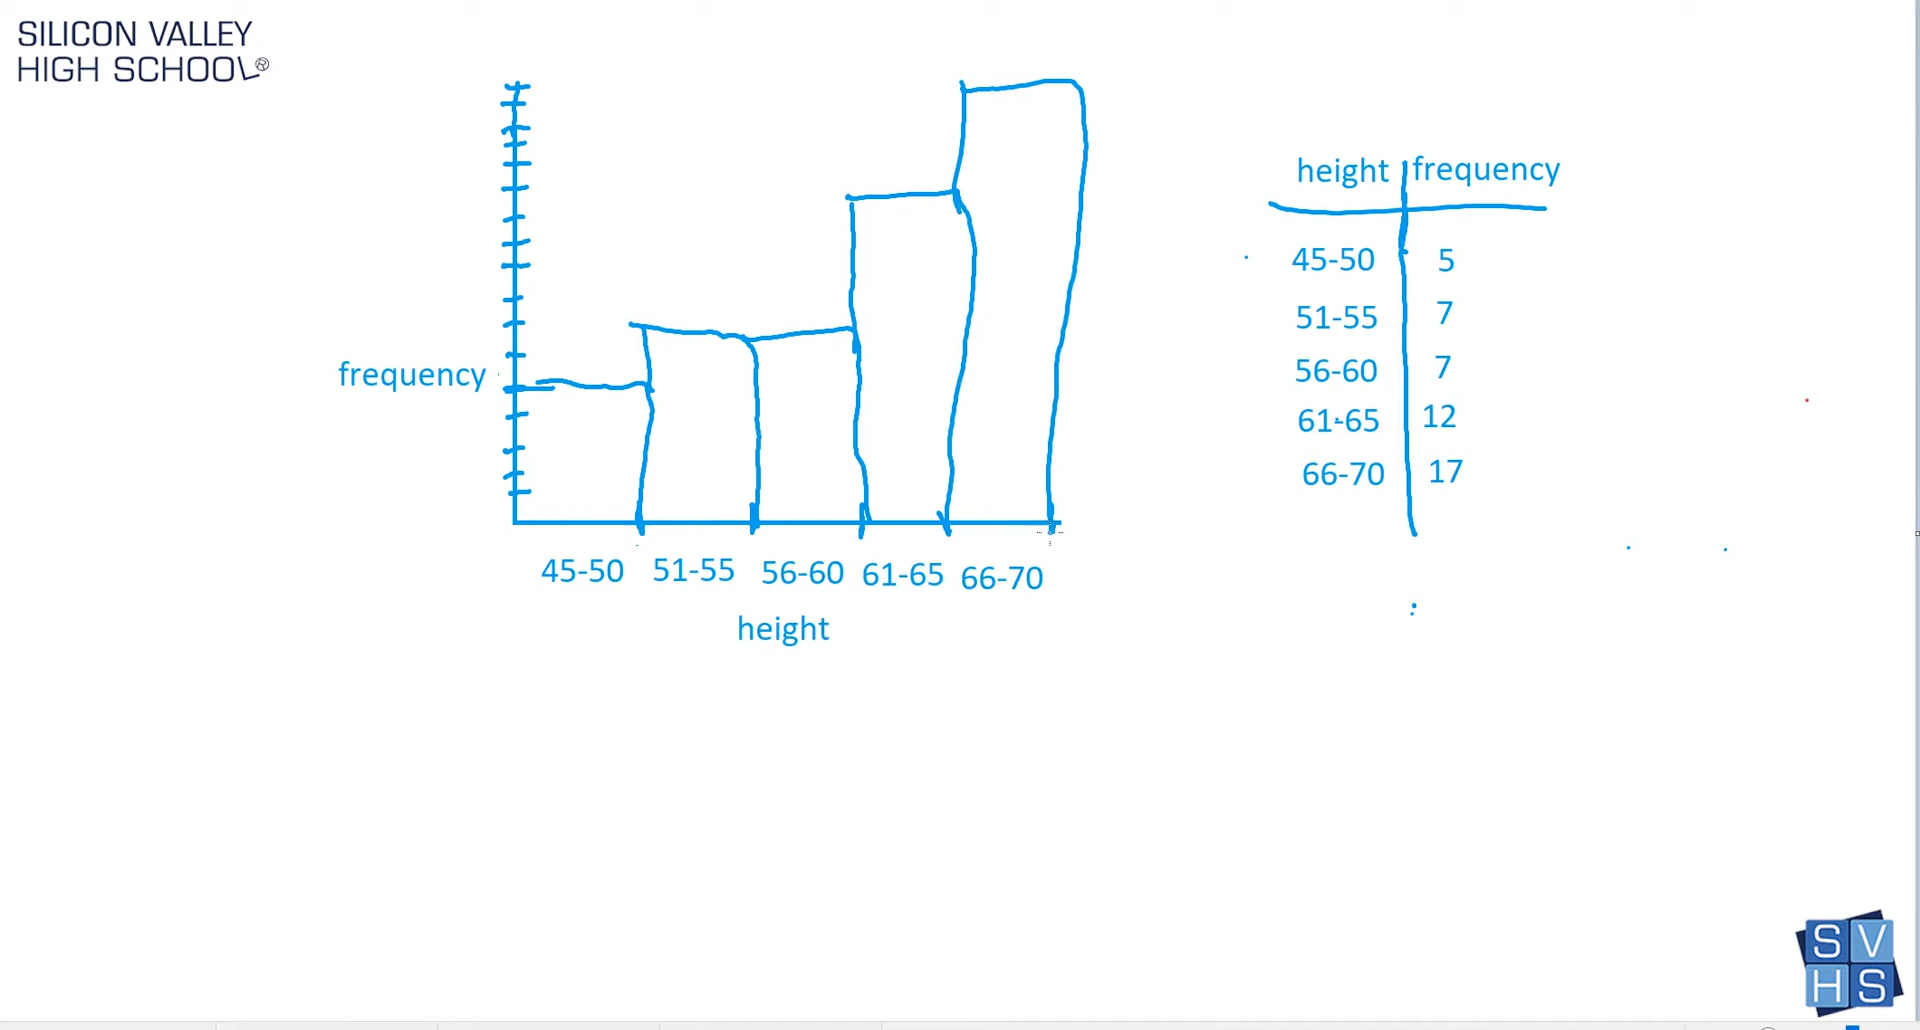 SILICON VALLEY
HIGH SCHOOL®
frequency
45-50 51-55 56-60 61-65 66-70
height
height frequency
45-50 5
51-55 7
56-60 7
61-65 12
66-70 17
S V
H S